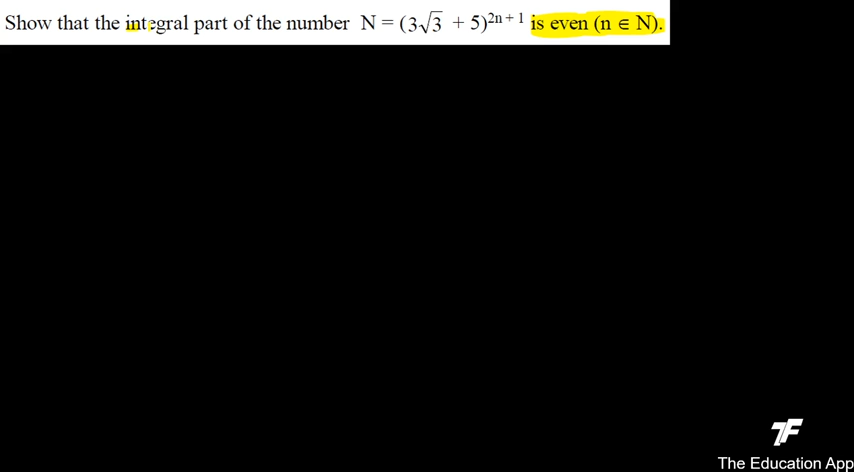 Show that the integral part of the number N = (3√3 + 5)²ⁿ⁺¹ is even (n ∈ N).
The Education App